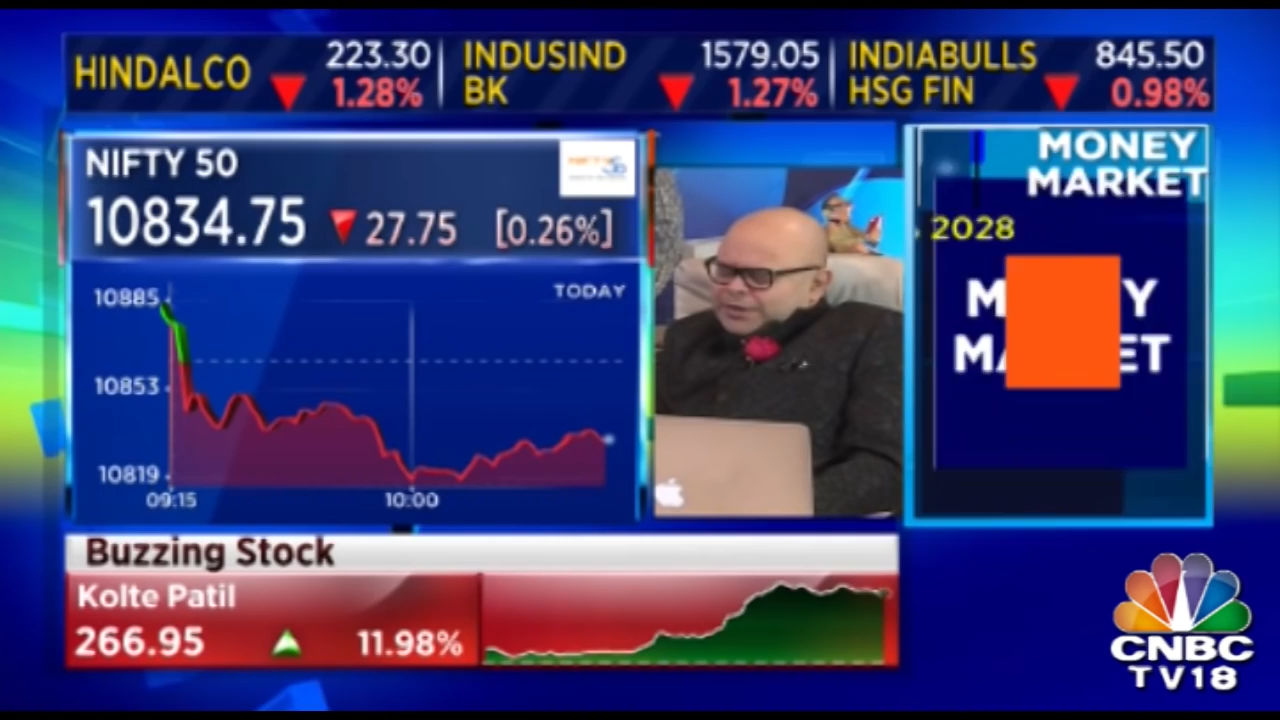 HINDALCO 223.30
1.28%
INDUSIND 1579.05
BK 1.27%
INDIABULLS 845.50
HSG FIN 0.98%
NIFTY 50
10834.75 27.75 [0.26%]
TODAY
10885
10853
10819
09:15 10:00
MONEY
MARKET
2028
Buzzing Stock
Kolte Patil
266.95 11.98%
CNBC
TV18